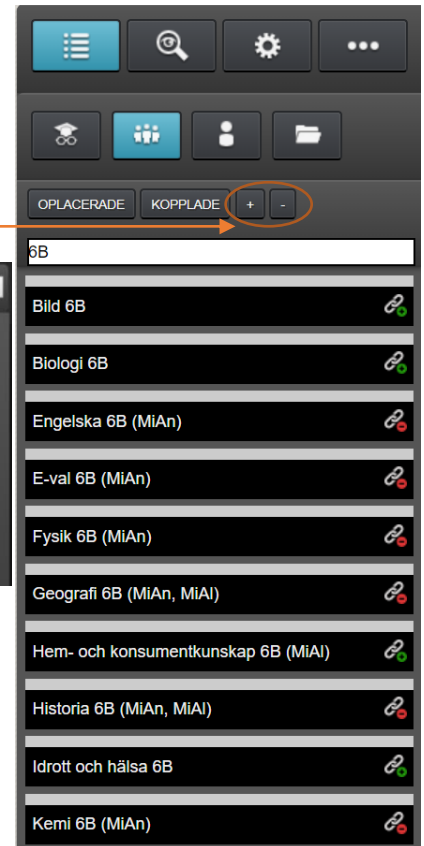 OPLACERADE KOPPLADE + -
6B
Bild 6B
Biologi 6B
Engelska 6B (MiAn)
E-val 6B (MiAn)
Fysik 6B (MiAn)
Geografi 6B (MiAn, MiAl)
Hem- och konsumentkunskap 6B (MiAl)
Historia 6B (MiAn, MiAl)
Idrott och hälsa 6B
Kemi 6B (MiAn)